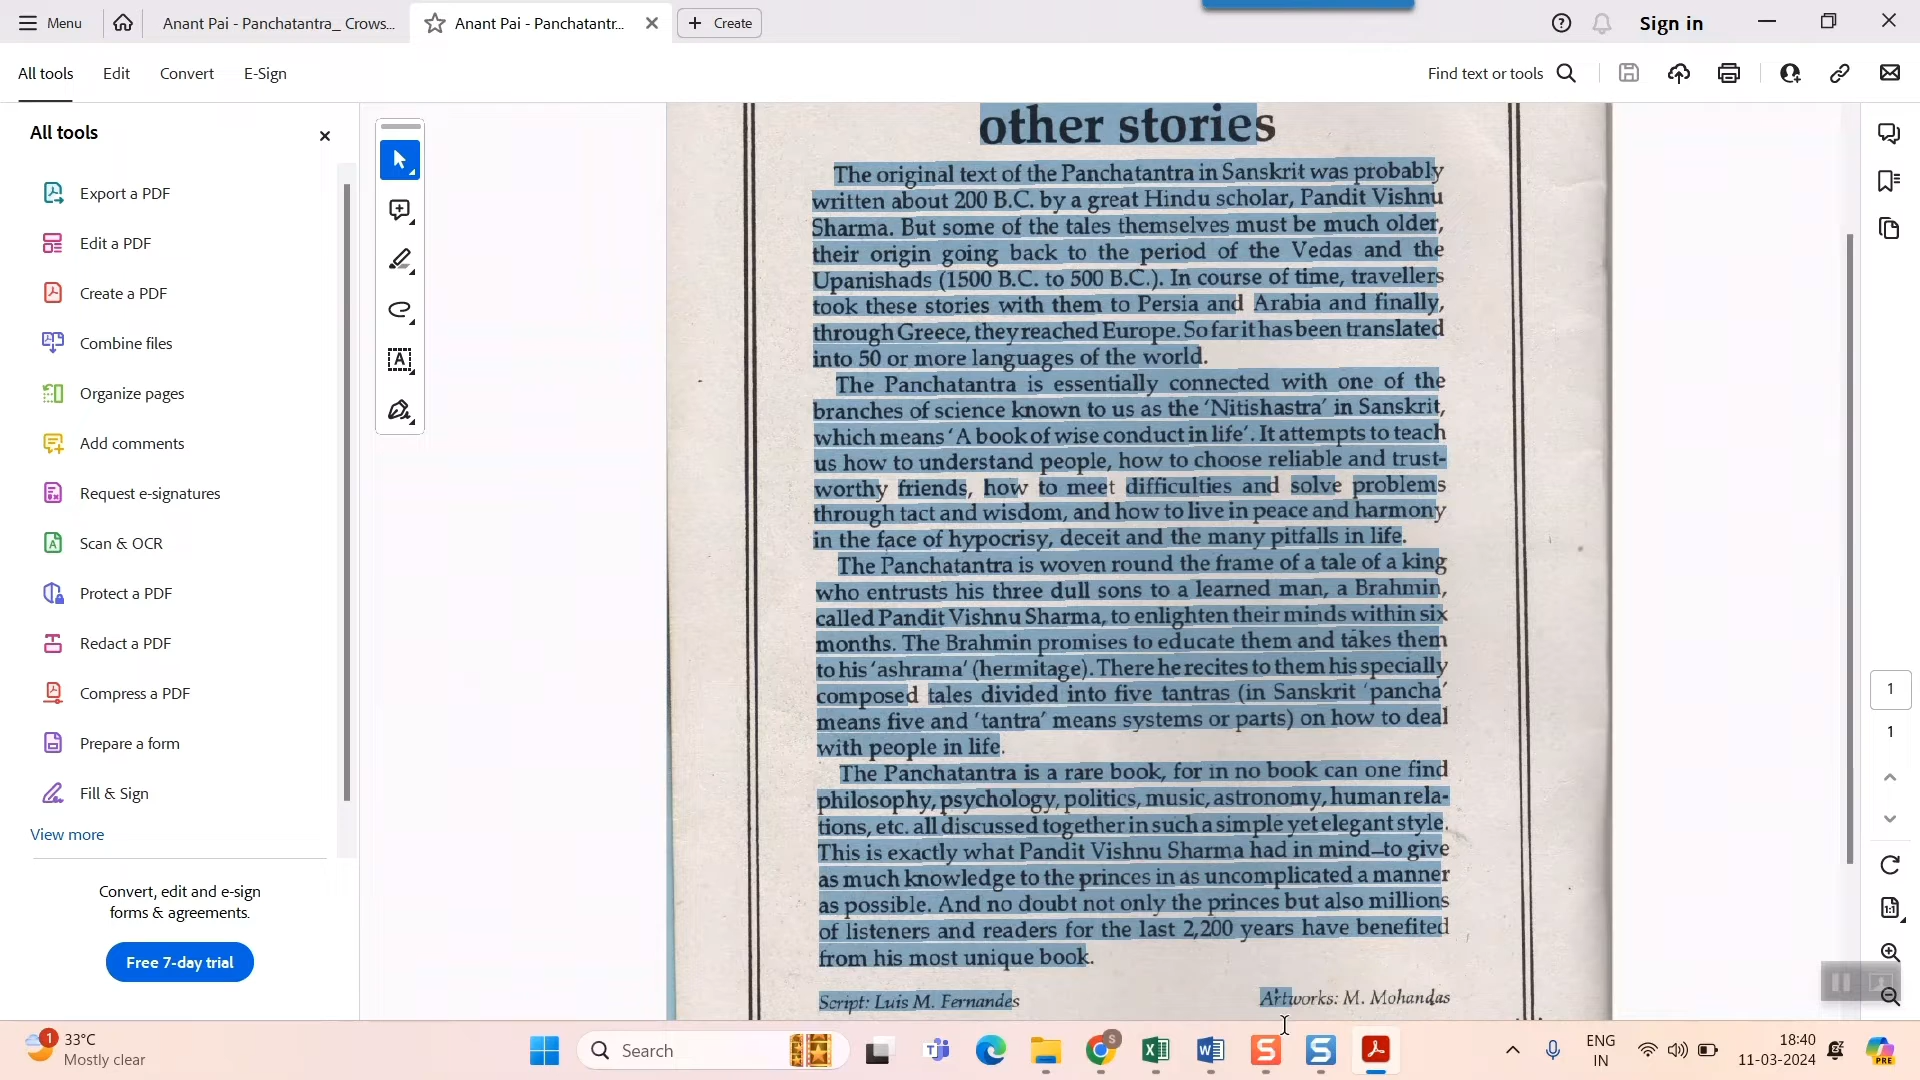 Menu
Anant Pai - Panchatantra_ Crows...
Anant Pai - Panchatantr...
Create
Sign in
All tools
Edit
Convert
E-Sign
Find text or tools
All tools
Export a PDF
Edit a PDF
Create a PDF
Combine files
Organize pages
Add comments
Request e-signatures
Scan & OCR
Protect a PDF
Redact a PDF
Compress a PDF
Prepare a form
Fill & Sign
View more
Convert, edit and e-sign
forms & agreements.
Free 7-day trial
other stories
The original text of the Panchatantra in Sanskrit was probably
written about 200 B.C. by a great Hindu scholar, Pandit Vishnu
Sharma. But some of the tales themselves must be much older,
their origin going back to the period of the Vedas and the
Upanishads (1500 B.C. to 500 B.C.). In course of time, travellers
took these stories with them to Persia and Arabia and finally,
through Greece, they reached Europe. So far it has been translated
into 50 or more languages of the world.
The Panchatantra is essentially connected with one of the
branches of science known to us as the 'Nitishastra' in Sanskrit,
which means 'A book of wise conduct in life'. It attempts to teach
us how to understand people, how to choose reliable and trust-
worthy friends, how to meet difficulties and solve problems
through tact and wisdom, and how to live in peace and harmony
in the face of hypocrisy, deceit and the many pitfalls in life.
The Panchatantra is woven round the frame of a tale of a king
who entrusts his three dull sons to a learned man, a Brahmin,
called Pandit Vishnu Sharma, to enlighten their minds within six
months. The Brahmin promises to educate them and takes them
to his 'ashrama' (hermitage). There he recites to them his specially
composed tales divided into five tantras (in Sanskrit 'pancha'
means five and 'tantra' means systems or parts) on how to deal
with people in life.
The Panchatantra is a rare book, for in no book can one find
philosophy, psychology, politics, music, astronomy, human rela-
tions, etc. all discussed together in such a simple yet elegant style.
This is exactly what Pandit Vishnu Sharma had in mind–to give
as much knowledge to the princes in as uncomplicated a manner
as possible. And no doubt not only the princes but also millions
of listeners and readers for the last 2,200 years have benefited
from his most unique book.
Script: Luis M. Fernandes
Artworks: M. Mohandas
1
1
1
33°C
Mostly clear
Search
ENG
IN
18:40
11-03-2024
PRE